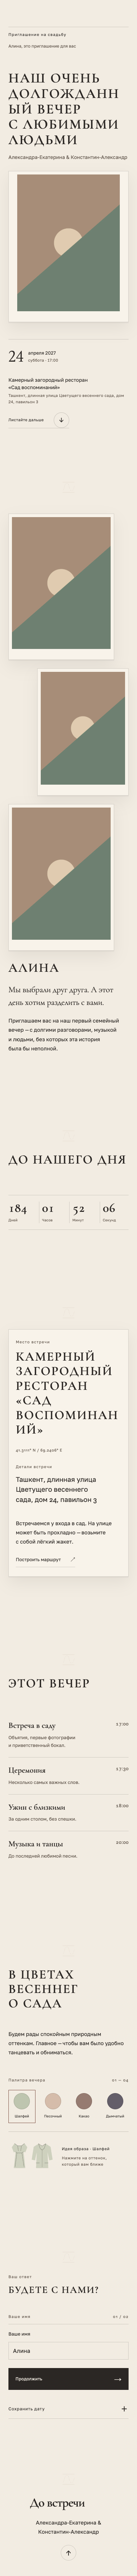 Приглашение на свадьбу
Алина, это приглашение для вас
НАШ ОЧЕНЬ
ДОЛГОЖДАНН
ЫЙ ВЕЧЕР
С ЛЮБИМЫМИ
ЛЮДЬМИ
Александра-Екатерина & Константин-Александр
24
апреля 2027
суббота · 17:00
Камерный загородный ресторан
«Сад воспоминаний»
Ташкент, длинная улица Цветущего весеннего сада, дом
24, павильон 3
Листайте дальше ↓
АЛИНА
Мы выбрали друг друга. А этот
день хотим разделить с вами.
Приглашаем вас на наш первый семейный
вечер — с долгими разговорами, музыкой
и людьми, без которых эта история
была бы неполной.
ДО НАШЕГО ДНЯ
184 01 52 06
Дней Часов Минут Секунд
Место встречи
КАМЕРНЫЙ
ЗАГОРОДНЫЙ
РЕСТОРАН
«САД
ВОСПОМИНАН
ИЙ»
Детали встречи
Ташкент, длинная улица
Цветущего весеннего
сада, дом 24, павильон 3
Встречаемся у входа в сад. На улице
может быть прохладно — возьмите
с собой лёгкий жакет.
Построить маршрут ↗
ЭТОТ ВЕЧЕР
Встреча в саду 17:00
Объятия, первые фотографии
и приветственный бокал.
Церемония 17:30
Несколько самых важных слов.
Ужин с близкими 18:00
За одним столом, без спешки.
Музыка и танцы 20:00
До последней любимой песни.
В ЦВЕТАХ
ВЕСЕННЕГ
О САДА
Будем рады спокойным природным
оттенкам. Главное — чтобы вам было удобно
танцевать и обниматься.
Палитра вечера 01 — 04
Шалфей Песочный Какао Дымчатый
Идея образа · Шалфей
Нажмите на оттенок,
который вам ближе
Ваш ответ
БУДЕТЕ С НАМИ?
Ваше имя 01 / 02
Ваше имя
Алина
Продолжить →
Сохранить дату +
До встречи
Александра-Екатерина &
Константин-Александр
↑